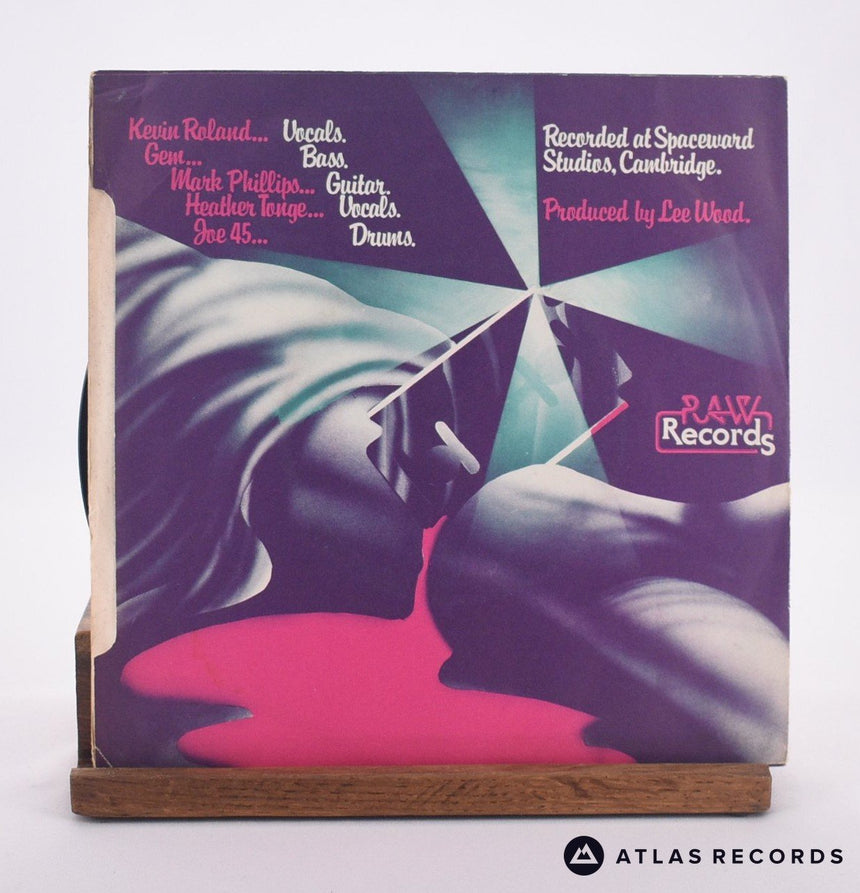 Kevin Roland... Vocals.
Gem... Bass.
Mark Phillips... Guitar.
Heather Tonge... Vocals.
Joe 45... Drums.
Recorded at Spaceward
Studios, Cambridge.
Produced by Lee Wood.
RAW
Records
ATLAS RECORDS